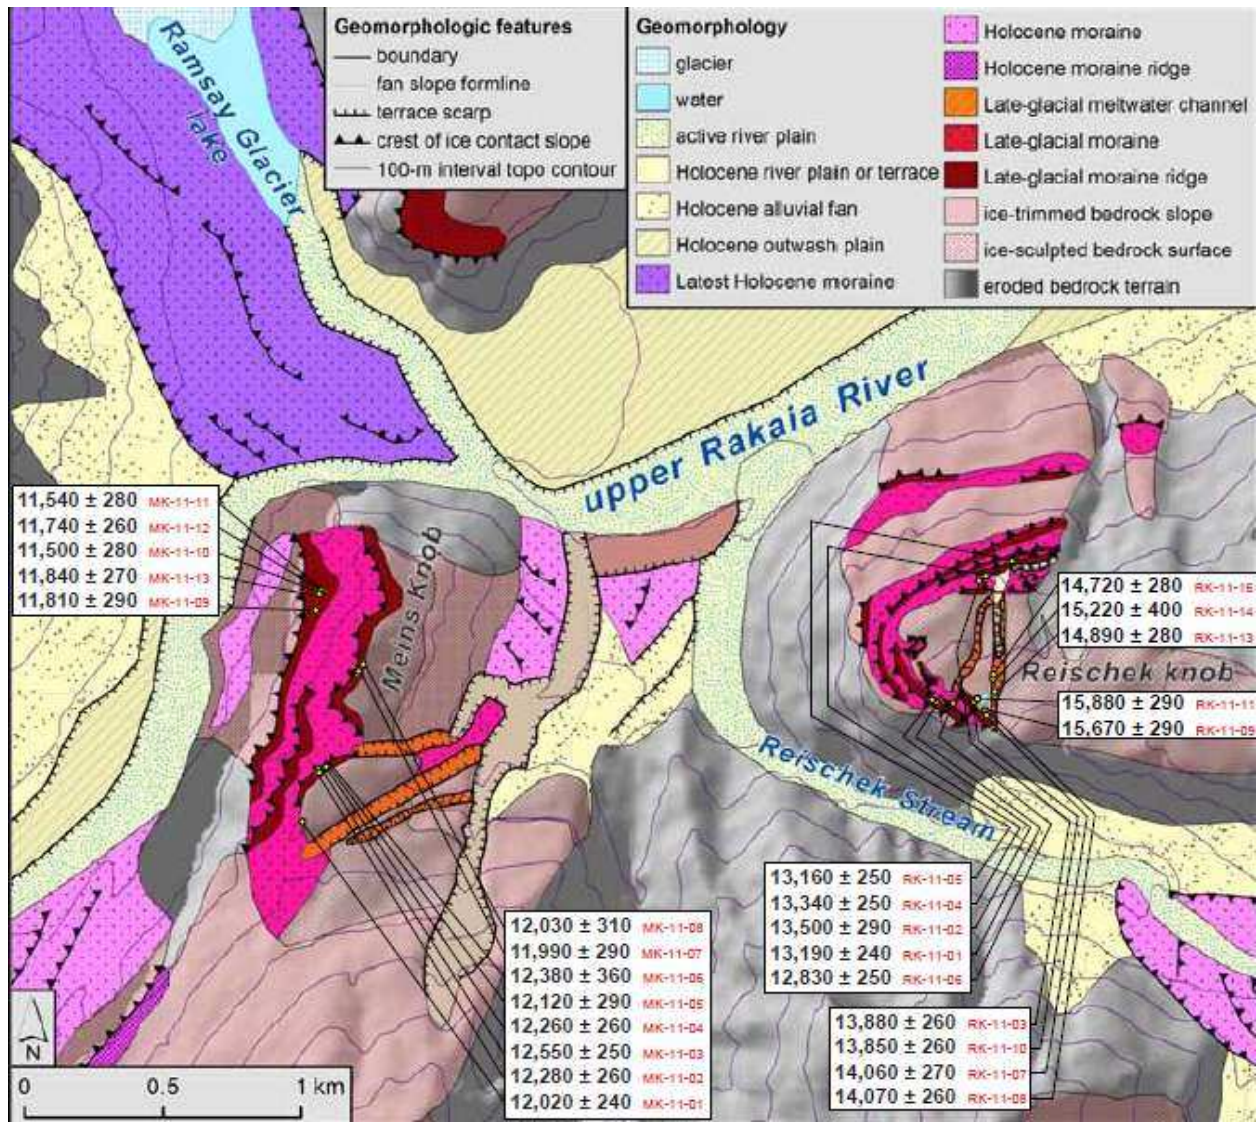 Geomorphologic features
boundary
fan slope formline
terrace scarp
crest of ice contact slope
100-m interval topo contour
Geomorphology
glacier
water
active river plain
Holocene river plain or terrace
Holocene alluvial fan
Holocene outwash plain
Latest Holocene moraine
Holocene moraine
Holocene moraine ridge
Late-glacial meltwater channel
Late-glacial moraine
Late-glacial moraine ridge
ice-trimmed bedrock slope
ice-sculpted bedrock surface
eroded bedrock terrain
Ramsay Glacier
lake
upper Rakaia River
11,540 ± 280 MK-11-11
11,740 ± 260 MK-11-12
11,500 ± 280 MK-11-10
11,840 ± 270 MK-11-13
11,810 ± 290 MK-11-09
Meins Knob
14,720 ± 280 RK-11-15
15,220 ± 400 RK-11-14
14,890 ± 280 RK-11-13
Reischek knob
15,880 ± 290 RK-11-11
15,670 ± 290 RK-11-09
Reischek Stream
13,160 ± 250 RK-11-05
13,340 ± 250 RK-11-04
13,500 ± 290 RK-11-02
13,190 ± 240 RK-11-01
12,830 ± 250 RK-11-06
12,030 ± 310 MK-11-08
11,990 ± 290 MK-11-07
12,380 ± 360 MK-11-06
12,120 ± 290 MK-11-05
12,260 ± 260 MK-11-04
12,550 ± 250 MK-11-03
12,280 ± 260 MK-11-02
12,020 ± 240 MK-11-01
13,880 ± 260 RK-11-03
13,850 ± 260 RK-11-10
14,060 ± 270 RK-11-07
14,070 ± 260 RK-11-08
N
0 0.5 1 km